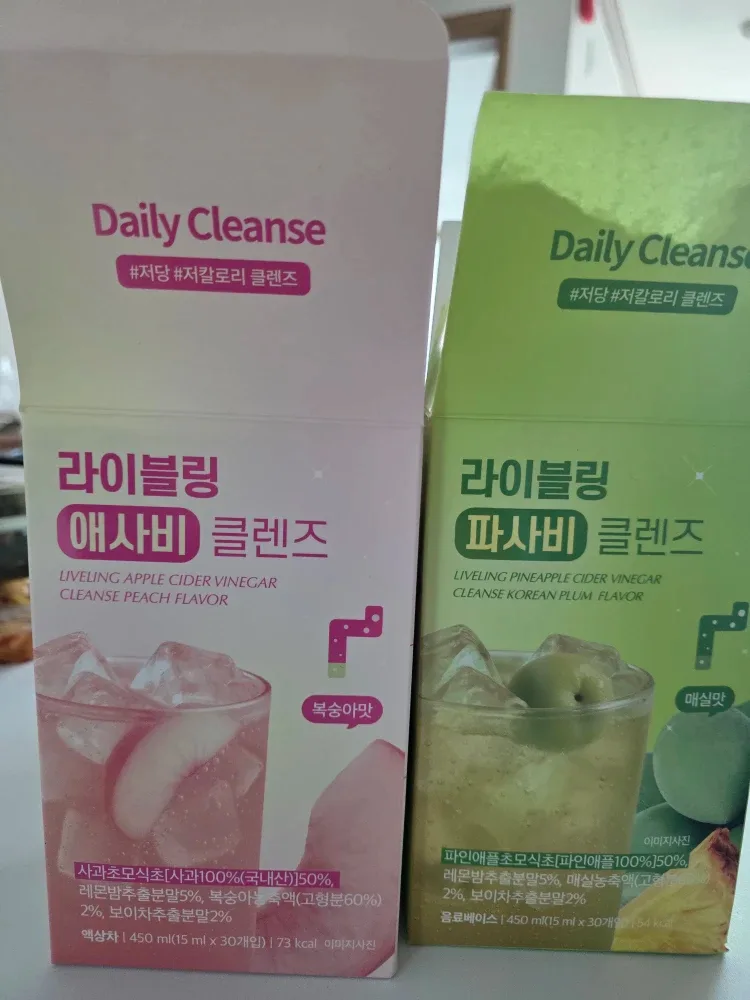 Daily Cleanse
#저당 #저칼로리 클렌즈
라이블링
애사비 클렌즈
LIVELING APPLE CIDER VINEGAR
CLEANSE PEACH FLAVOR
복숭아맛
사과초모식초[사과100%(국내산)]50%,
레몬밤추출분말5%, 복숭아농축액(고형분60%)
2%, 보이차추출분말2%
액상차 | 450 ml(15 ml x 30개입) | 73 kcal 이미지사진
Daily Cleanse
#저당 #저칼로리 클렌즈
라이블링
파사비 클렌즈
LIVELING PINEAPPLE CIDER VINEGAR
CLEANSE KOREAN PLUM FLAVOR
매실맛
이미지사진
파인애플초모식초[파인애플100%]50%,
레몬밤추출분말5%, 매실농축액(고형분
2%, 보이차추출분말2%
음료베이스 | 450 ml(15 ml x 30개입) | 54 kcal